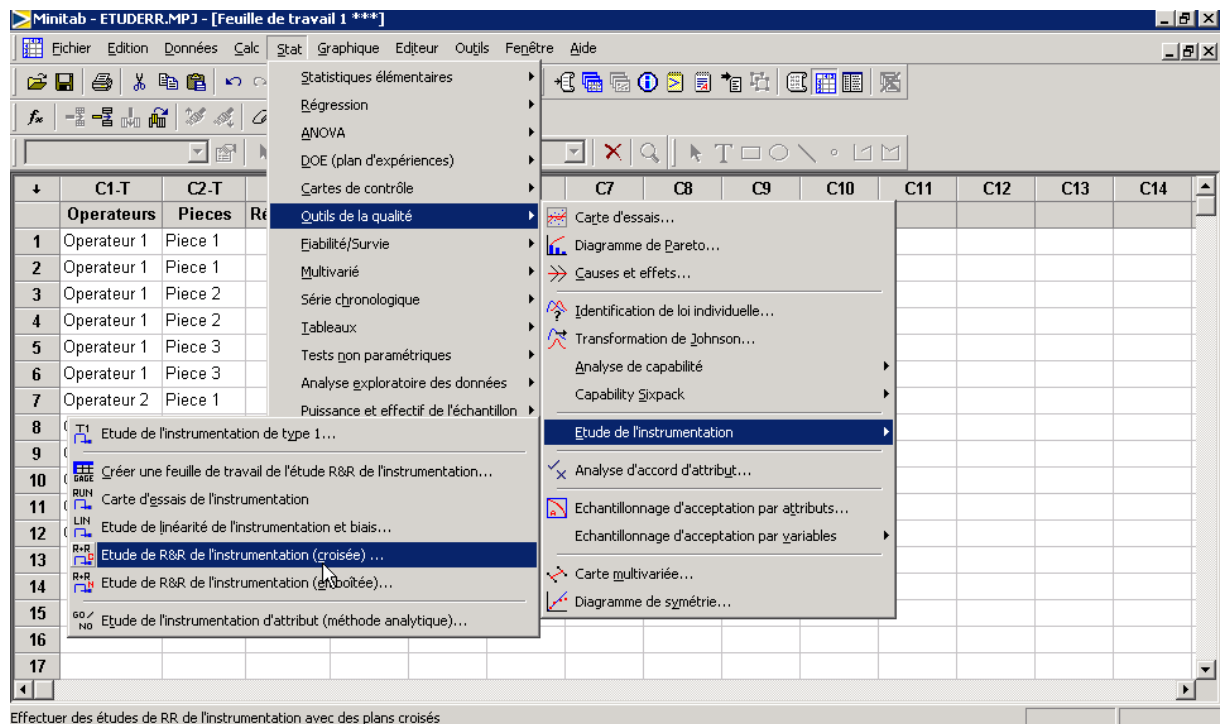 Minitab - ETUDERR.MPJ - [Feuille de travail 1 ***]
Fichier Edition Données Calc Stat Graphique Editeur Outils Fenêtre Aide
Statistiques élémentaires
Régression
ANOVA
DOE (plan d'expériences)
Cartes de contrôle
Outils de la qualité
Fiabilité/Survie
Multivarié
Série chronologique
Tableaux
Tests non paramétriques
Analyse exploratoire des données
Puissance et effectif de l'échantillon
C1-T C2-T C7 C8 C9 C10 C11 C12 C13 C14
Operateurs Pieces Ré
1 Operateur 1 Piece 1
2 Operateur 1 Piece 1
3 Operateur 1 Piece 2
4 Operateur 1 Piece 2
5 Operateur 1 Piece 3
6 Operateur 1 Piece 3
7 Operateur 2 Piece 1
8
9
10
11
12
13
14
15
16
17
Carte d'essais...
Diagramme de Pareto...
Causes et effets...
Identification de loi individuelle...
Transformation de Johnson...
Analyse de capabilité
Capability Sixpack
Etude de l'instrumentation
Analyse d'accord d'attribut...
Echantillonnage d'acceptation par attributs...
Echantillonnage d'acceptation par variables
Carte multivariée...
Diagramme de symétrie...
T1 Etude de l'instrumentation de type 1...
GAGE Créer une feuille de travail de l'étude R&R de l'instrumentation...
RUN Carte d'essais de l'instrumentation
LIN Etude de linéarité de l'instrumentation et biais...
R+R C Etude de R&R de l'instrumentation (croisée) ...
R+R N Etude de R&R de l'instrumentation (emboîtée)...
GO/NO Etude de l'instrumentation d'attribut (méthode analytique)...
Effectuer des études de RR de l'instrumentation avec des plans croisés